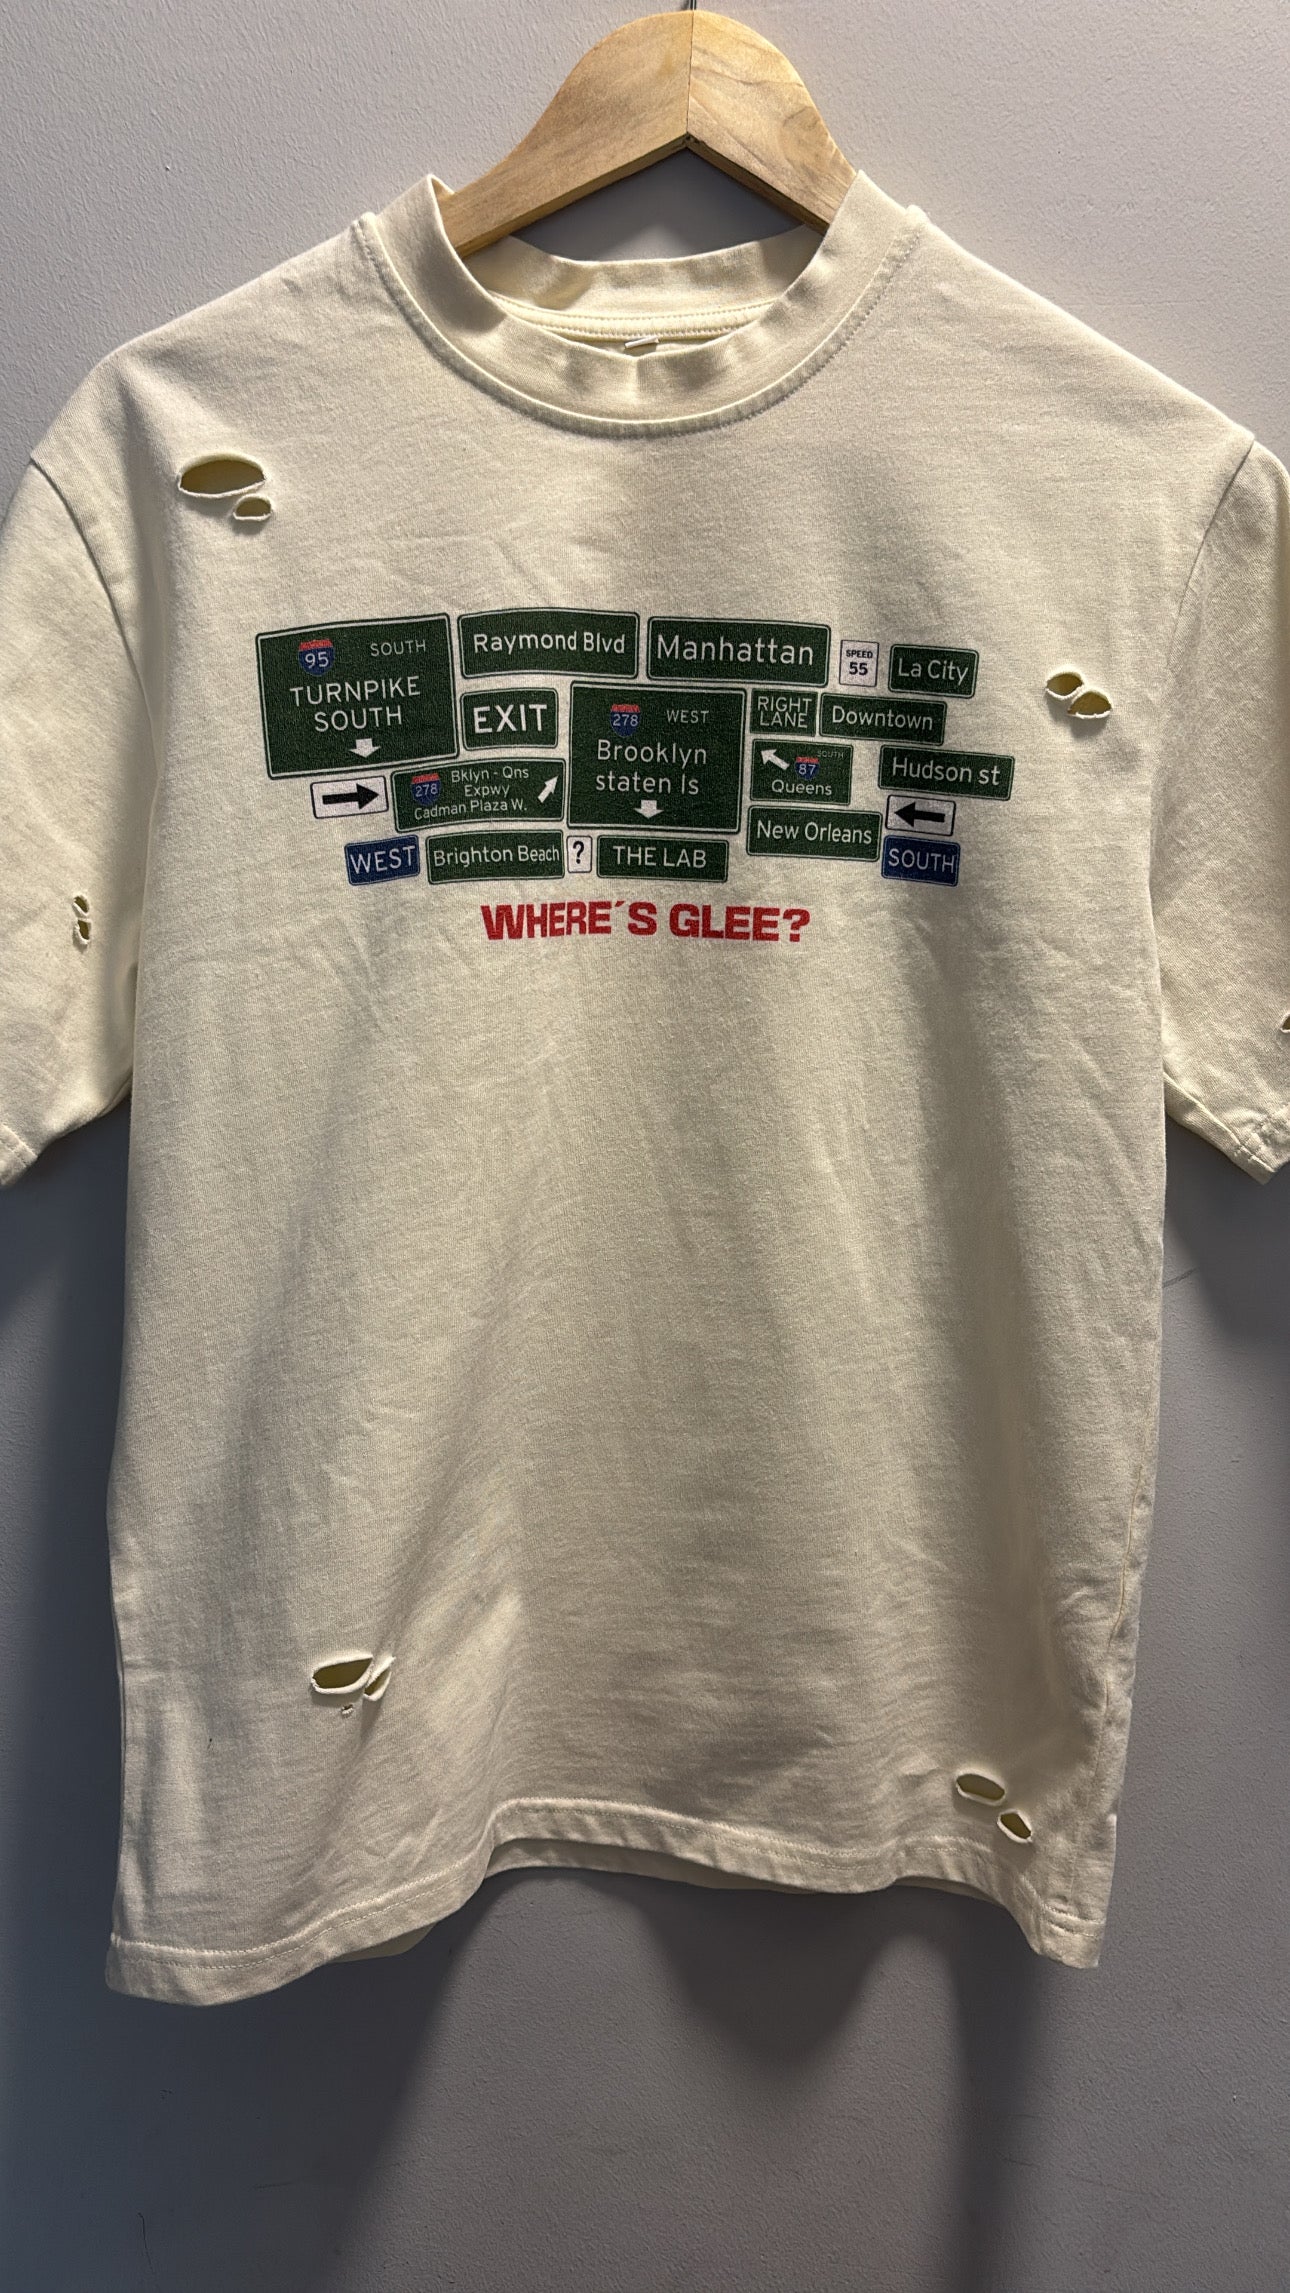 95 SOUTH
TURNPIKE
SOUTH
Raymond Blvd
Manhattan
SPEED
55
La City
EXIT
278 WEST
Brooklyn
staten Is
RIGHT
LANE
Downtown
278
Bklyn - Qns
Expwy
Cadman Plaza W.
SOUTH
87
Queens
Hudson st
WEST
Brighton Beach
?
THE LAB
New Orleans
SOUTH
WHERE´S GLEE?